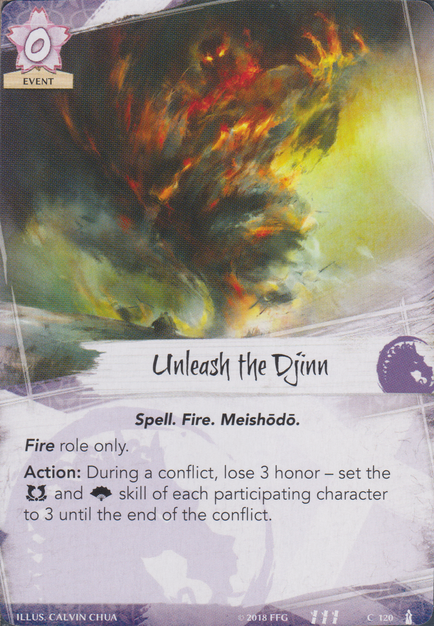 0
EVENT
Unleash the Djinn
Spell. Fire. Meishōdō.
Fire role only.
Action: During a conflict, lose 3 honor – set the
and skill of each participating character
to 3 until the end of the conflict.
ILLUS. CALVIN CHUA © 2018 FFG C 120